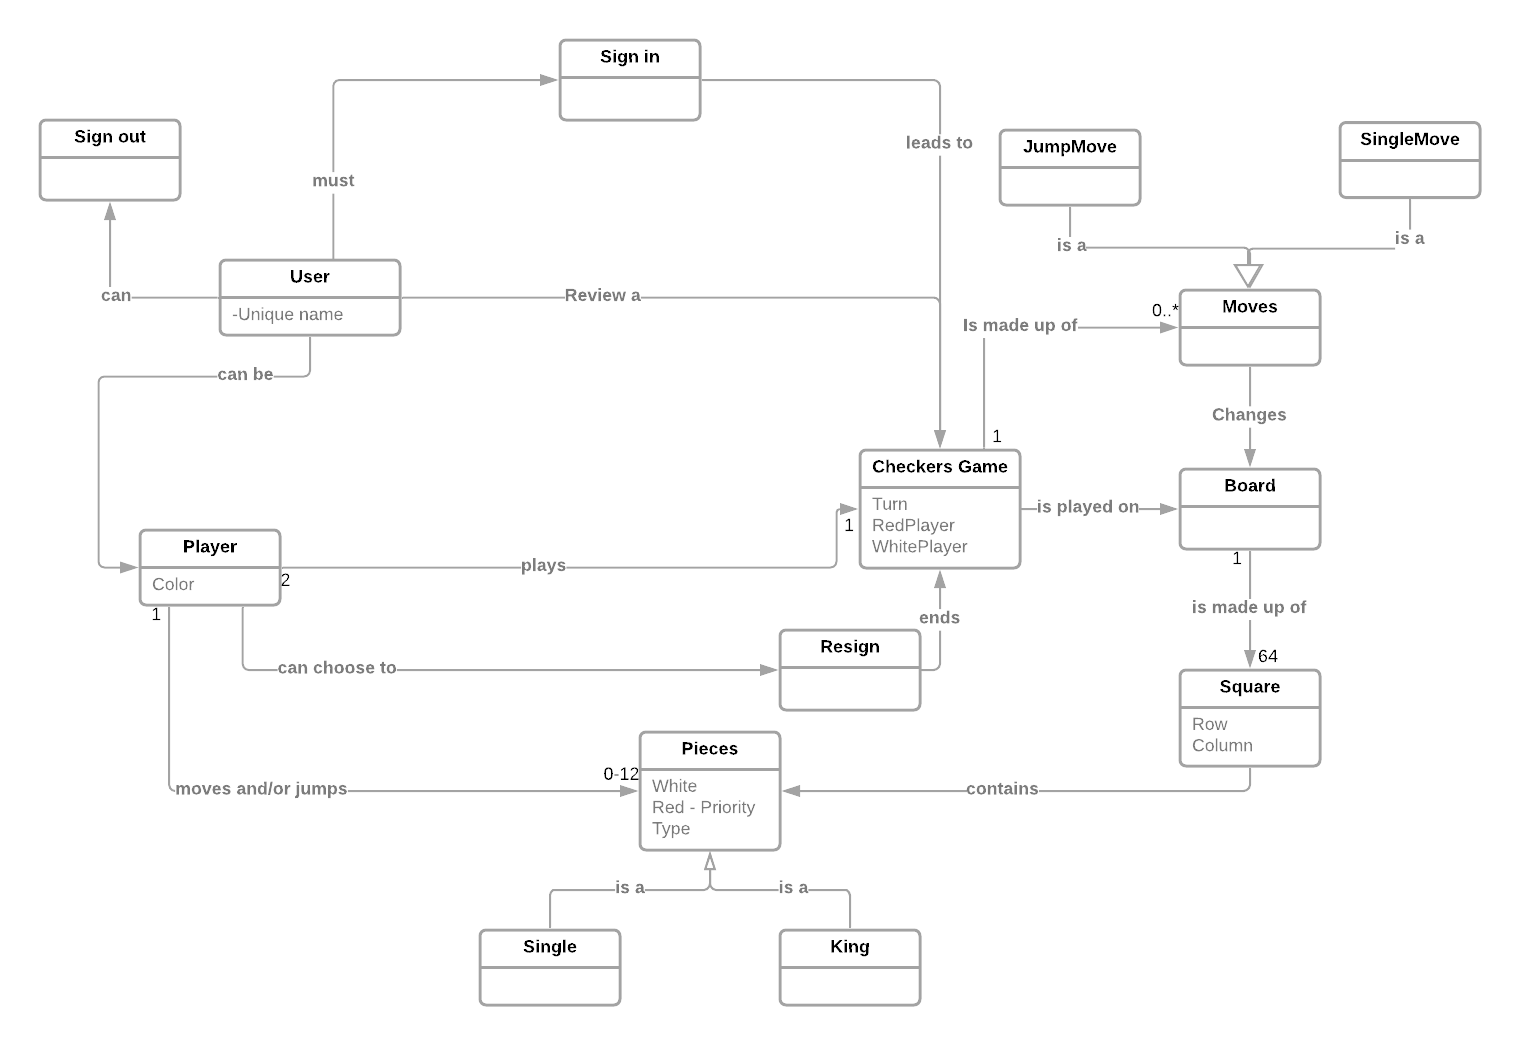 Sign in
Sign out
leads to
JumpMove
SingleMove
must
is a
is a
User
-Unique name
can
Review a
Moves
0..*
Is made up of
can be
Changes
1
Checkers Game
Turn
RedPlayer
WhitePlayer
is played on
Board
1
Player
Color
2
plays
1
1
ends
is made up of
64
can choose to
Resign
Square
Row
Column
Pieces
White
Red - Priority
Type
0-12
moves and/or jumps
contains
is a
is a
Single
King